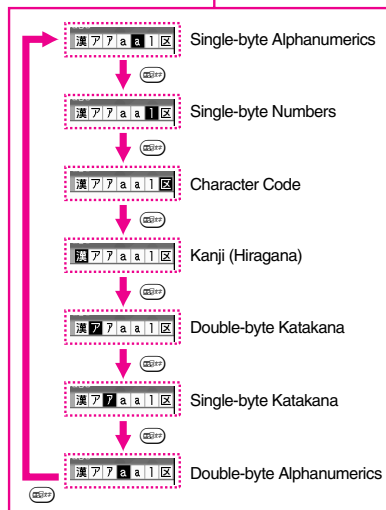 漢アｱａa1区 Single-byte Alphanumerics
漢アｱａa1区 Single-byte Numbers
漢アｱａa1区 Character Code
漢アｱａa1区 Kanji (Hiragana)
漢アｱａa1区 Double-byte Katakana
漢アｱａa1区 Single-byte Katakana
漢アｱａa1区 Double-byte Alphanumerics